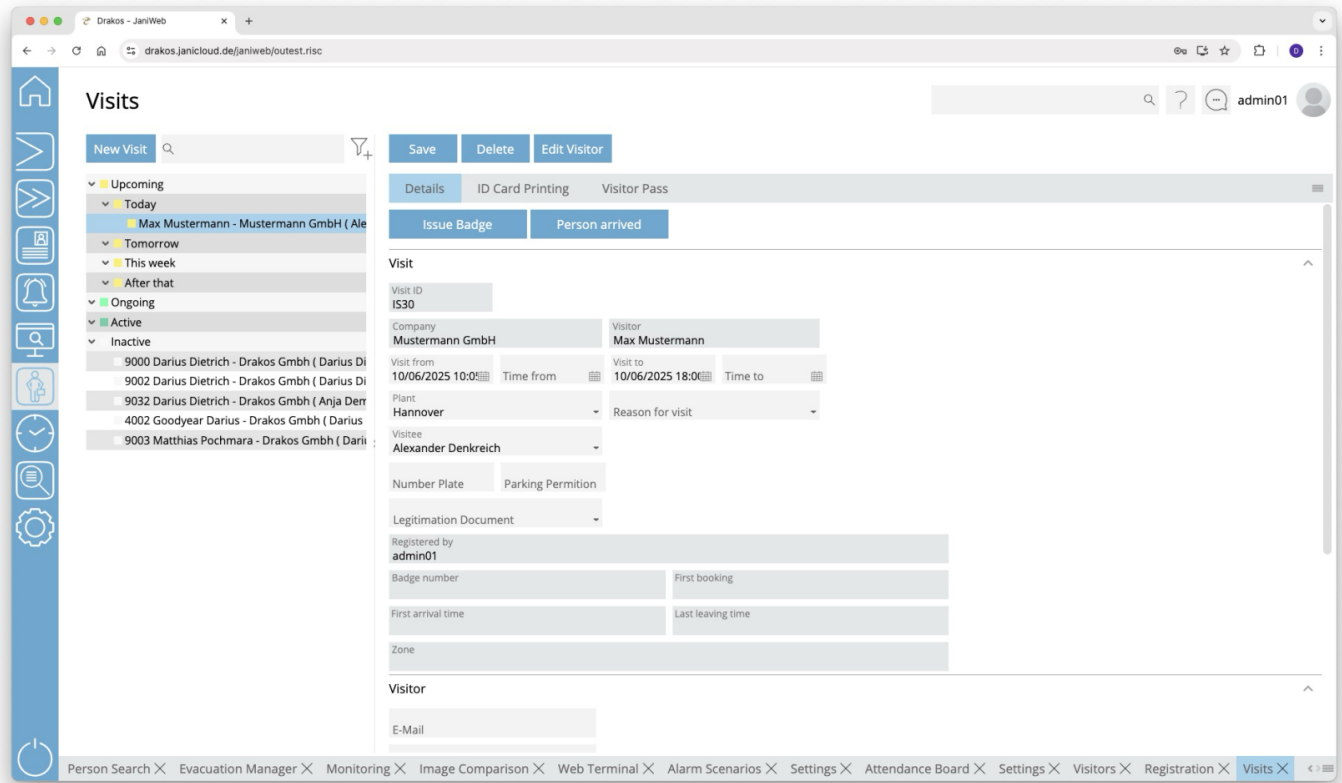 Drakos - JaniWeb
drakos.janicloud.de/janiweb/outest.risc
D
Visits
? admin01
New Visit
Save Delete Edit Visitor
Upcoming
Today
Max Mustermann - Mustermann GmbH ( Ale
Tomorrow
This week
After that
Ongoing
Active
Inactive
9000 Darius Dietrich - Drakos Gmbh ( Darius Di
9002 Darius Dietrich - Drakos Gmbh ( Darius Di
9032 Darius Dietrich - Drakos Gmbh ( Anja Dem
4002 Goodyear Darius - Drakos Gmbh ( Darius
9003 Matthias Pochmara - Drakos Gmbh ( Dari
Details ID Card Printing Visitor Pass
Issue Badge Person arrived
Visit
Visit ID
IS30
Company Visitor
Mustermann GmbH Max Mustermann
Visit from Visit to
10/06/2025 10:05 Time from 10/06/2025 18:00 Time to
Plant
Hannover Reason for visit
Visitee
Alexander Denkreich
Number Plate Parking Permition
Legitimation Document
Registered by
admin01
Badge number First booking
First arrival time Last leaving time
Zone
Visitor
E-Mail
Person Search Evacuation Manager Monitoring Image Comparison Web Terminal Alarm Scenarios Settings Attendance Board Settings Visitors Registration Visits